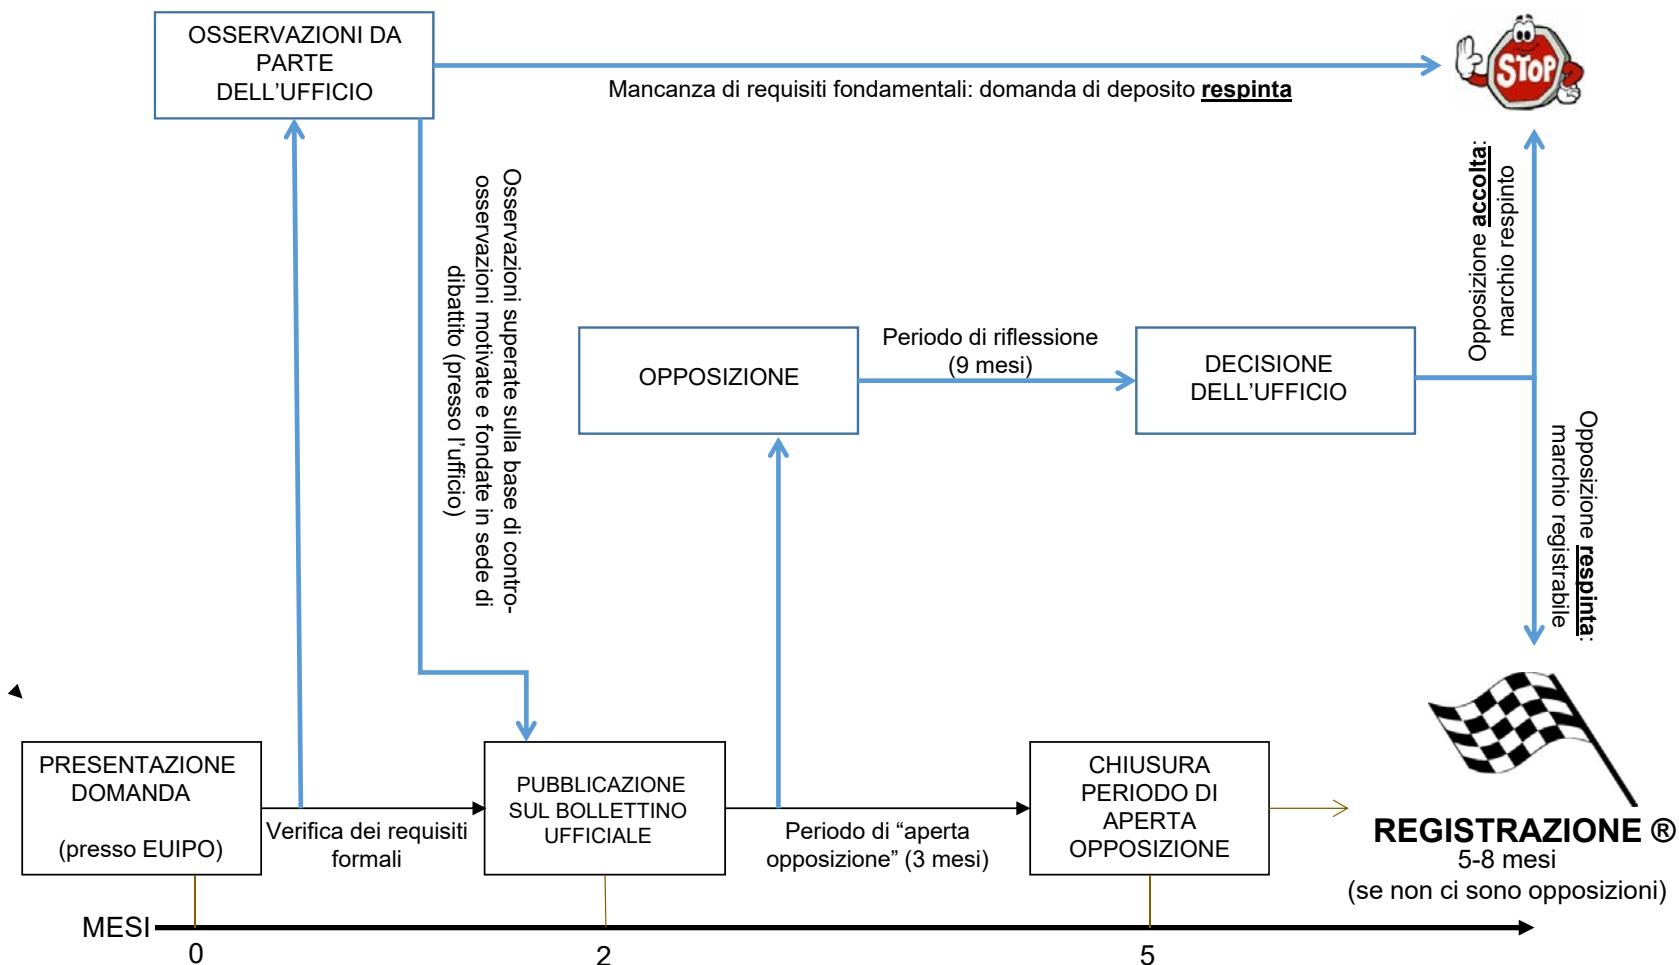 OSSERVAZIONI DA
PARTE
DELL'UFFICIO
Mancanza di requisiti fondamentali: domanda di deposito respinta
STOP
Osservazioni superate sulla base di contro-
osservazioni motivate e fondate in sede di
dibattito (presso l'ufficio)
Opposizione accolta:
marchio respinto
OPPOSIZIONE
Periodo di riflessione
(9 mesi)
DECISIONE
DELL'UFFICIO
Opposizione respinta:
marchio registrabile
PRESENTAZIONE
DOMANDA
(presso EUIPO)
Verifica dei requisiti
formali
PUBBLICAZIONE
SUL BOLLETTINO
UFFICIALE
Periodo di “aperta
opposizione” (3 mesi)
CHIUSURA
PERIODO DI
APERTA
OPPOSIZIONE
REGISTRAZIONE ®
5-8 mesi
(se non ci sono opposizioni)
MESI
0
2
5